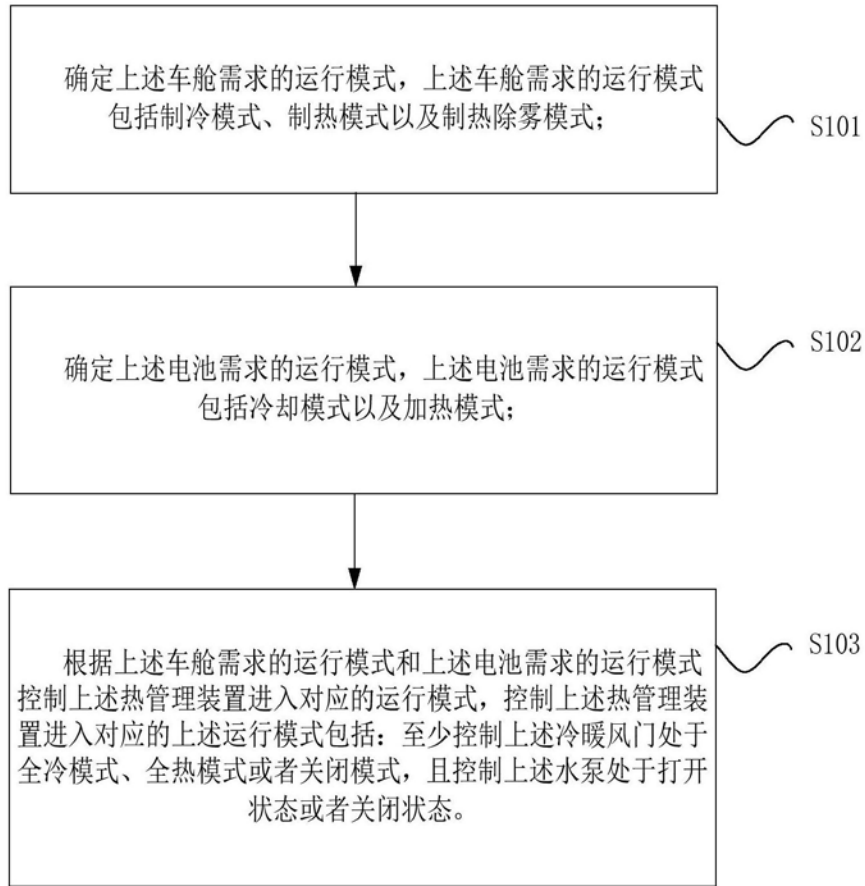 确定上述车舱需求的运行模式，上述车舱需求的运行模式
包括制冷模式、制热模式以及制热除雾模式；
S101
确定上述电池需求的运行模式，上述电池需求的运行模式
包括冷却模式以及加热模式；
S102
根据上述车舱需求的运行模式和上述电池需求的运行模式
控制上述热管理装置进入对应的运行模式，控制上述热管理装
置进入对应的上述运行模式包括：至少控制上述冷暖风门处于
全冷模式、全热模式或者关闭模式，且控制上述水泵处于打开
状态或者关闭状态。
S103